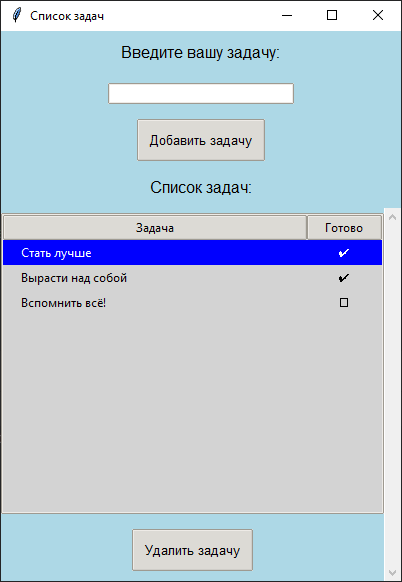 Список задач
Введите вашу задачу:
Добавить задачу
Список задач:
Задача Готово
Стать лучше ✔
Вырасти над собой ✔
Вспомнить всё! ☐
Удалить задачу